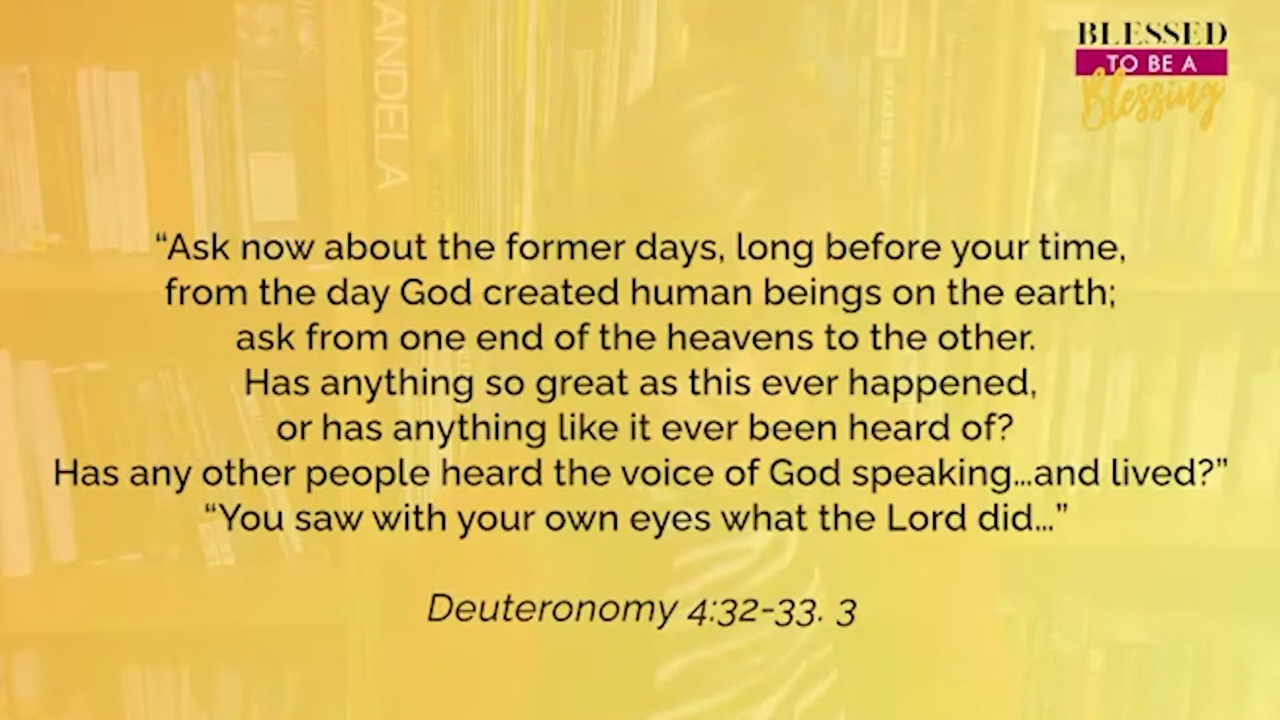 BLESSED
TO BE A
Blessing
ANDELA
“Ask now about the former days, long before your time,
from the day God created human beings on the earth;
ask from one end of the heavens to the other.
Has anything so great as this ever happened,
or has anything like it ever been heard of?
Has any other people heard the voice of God speaking…and lived?”
“You saw with your own eyes what the Lord did…”
Deuteronomy 4:32-33. 3